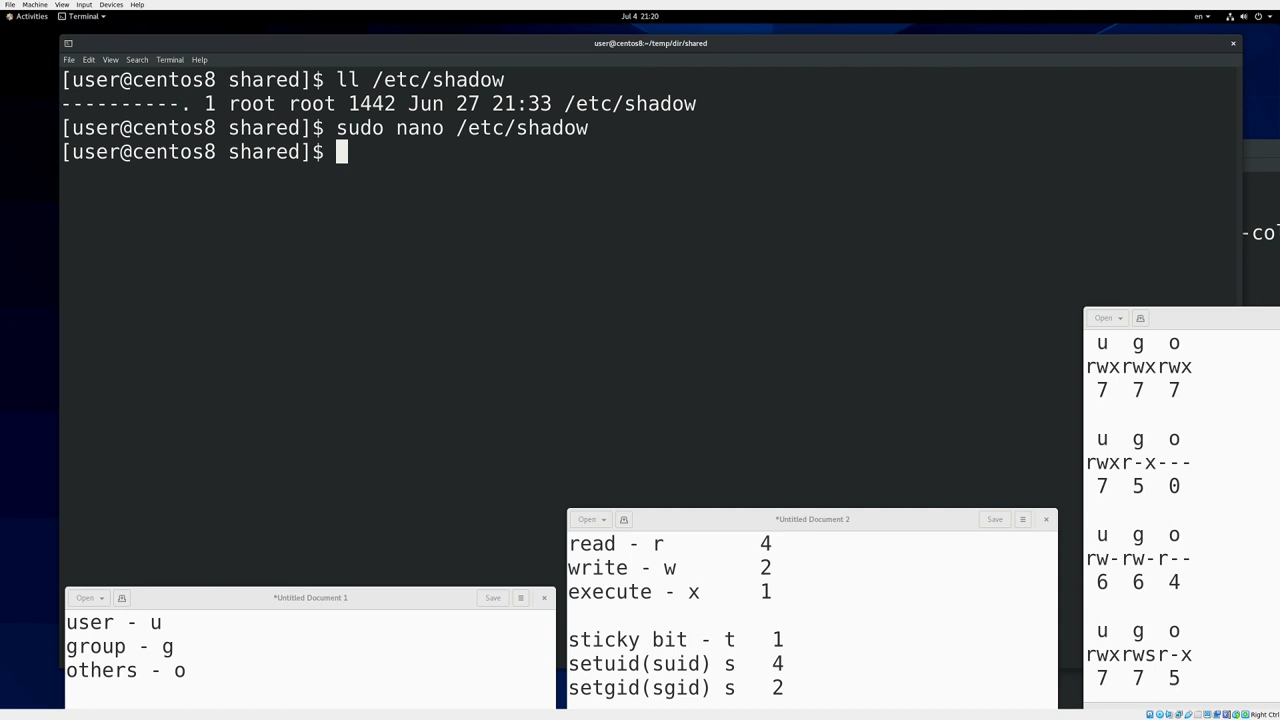 File Machine View Input Devices Help
Activities Terminal Jul 4 21:20 en
user@centos8:~/temp/dir/shared
File Edit View Search Terminal Help
[user@centos8 shared]$ ll /etc/shadow
----------. 1 root root 1442 Jun 27 21:33 /etc/shadow
[user@centos8 shared]$ sudo nano /etc/shadow
[user@centos8 shared]$
-col
Open
u g o
rwxrwxrwx
7 7 7
u g o
rwxr-x---
7 5 0
u g o
rw-rw-r--
6 6 4
u g o
rwxrwsr-x
7 7 5
Open *Untitled Document 2 Save
read - r 4
write - w 2
execute - x 1
sticky bit - t 1
setuid(suid) s 4
setgid(sgid) s 2
Open *Untitled Document 1 Save
user - u
group - g
others - o
Right Ctrl